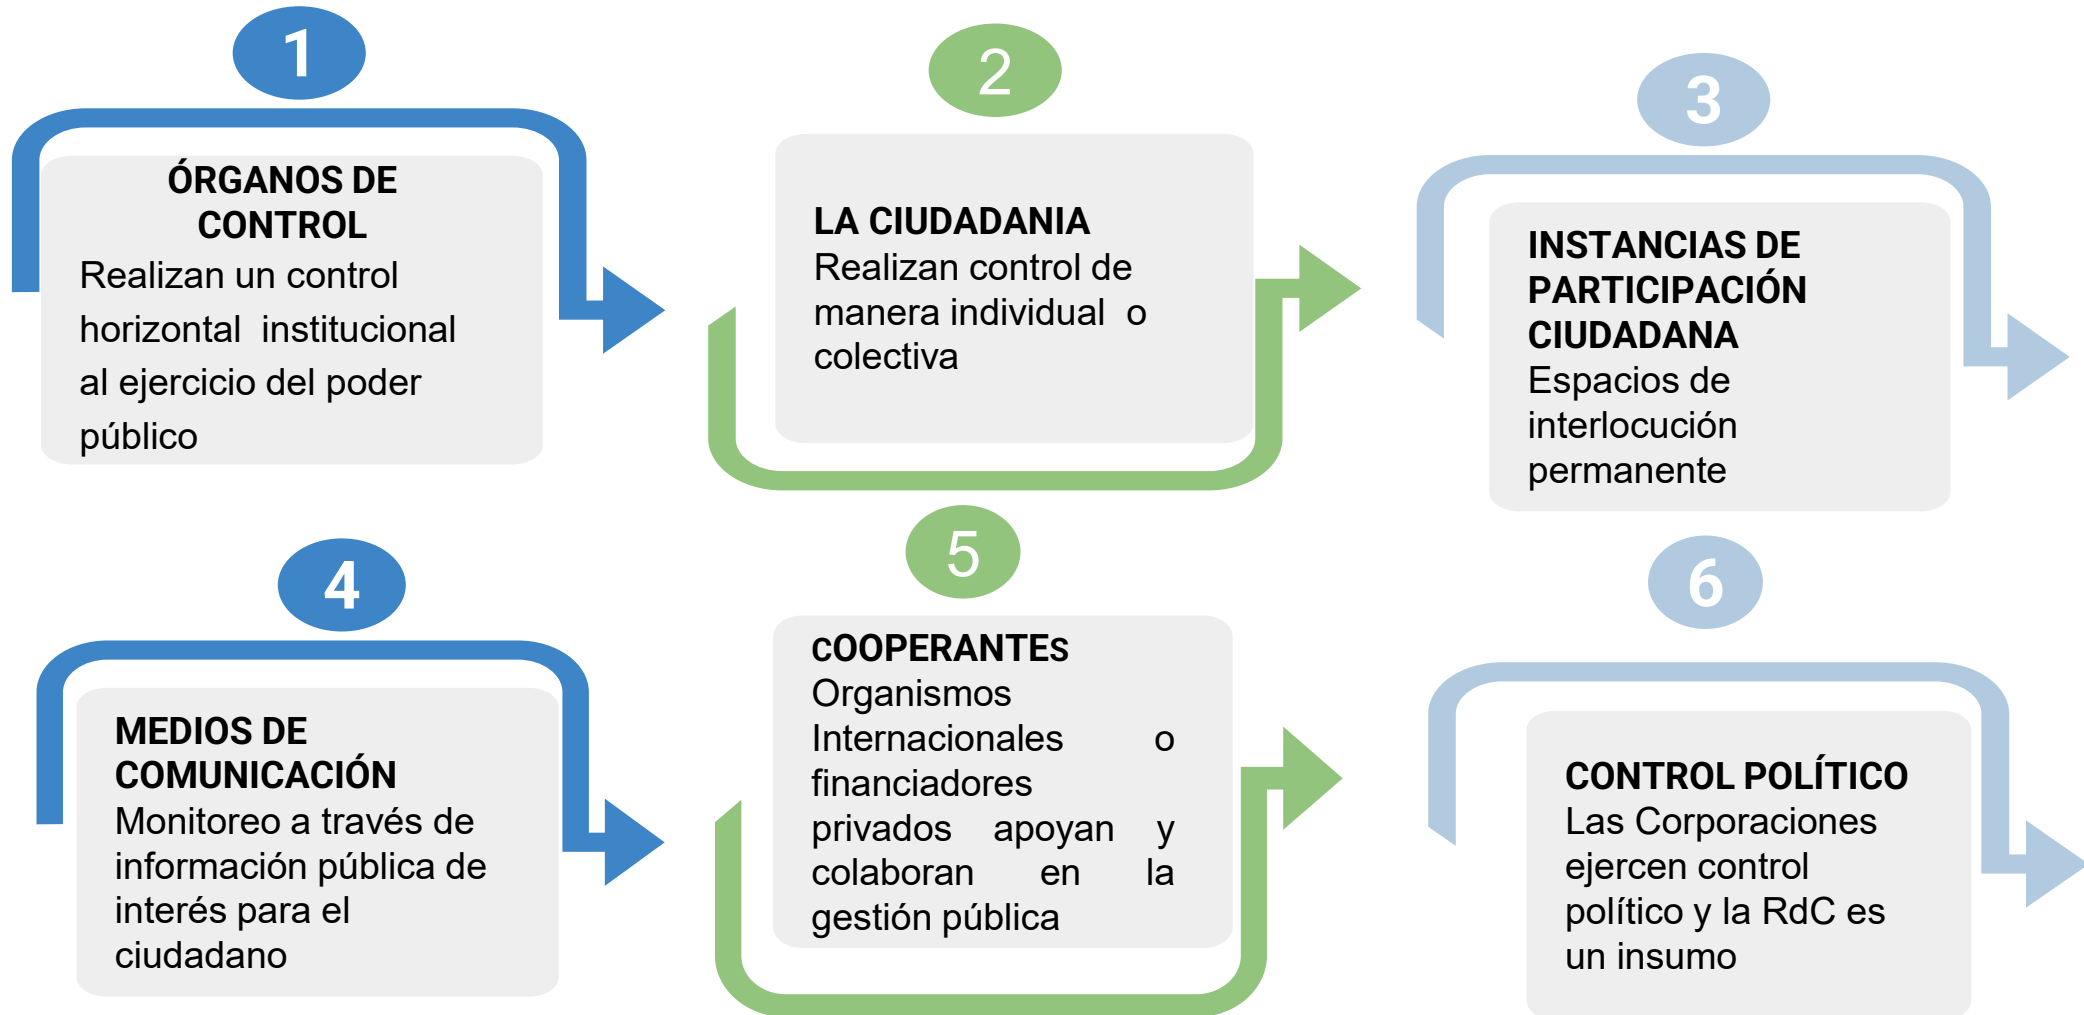 1
ÓRGANOS DE
CONTROL
Realizan un control
horizontal institucional
al ejercicio del poder
público
2
LA CIUDADANIA
Realizan control de
manera individual o
colectiva
3
INSTANCIAS DE
PARTICIPACIÓN
CIUDADANA
Espacios de
interlocución
permanente
4
MEDIOS DE
COMUNICACIÓN
Monitoreo a través de
información pública de
interés para el
ciudadano
5
COOPERANTES
Organismos
Internacionales o
financiadores
privados apoyan y
colaboran en la
gestión pública
6
CONTROL POLÍTICO
Las Corporaciones
ejercen control
político y la RdC es
un insumo